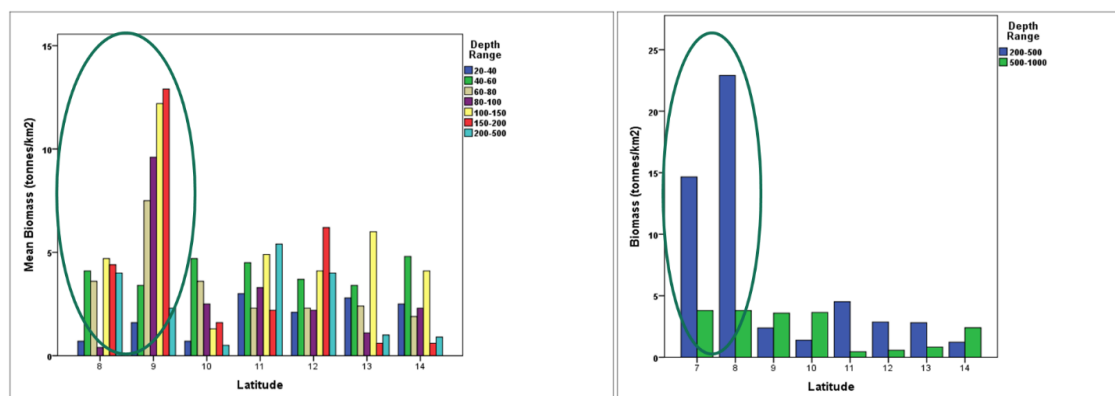 Depth
Range
20-40
40-60
60-80
80-100
100-150
150-200
200-500
15
10
5
0
Mean Biomass (tonnes/km2)
8 9 10 11 12 13 14
Latitude
Depth
Range
200-500
500-1000
25
20
15
10
5
0
Biomass (tonnes/km2)
7 8 9 10 11 12 13 14
Latitude